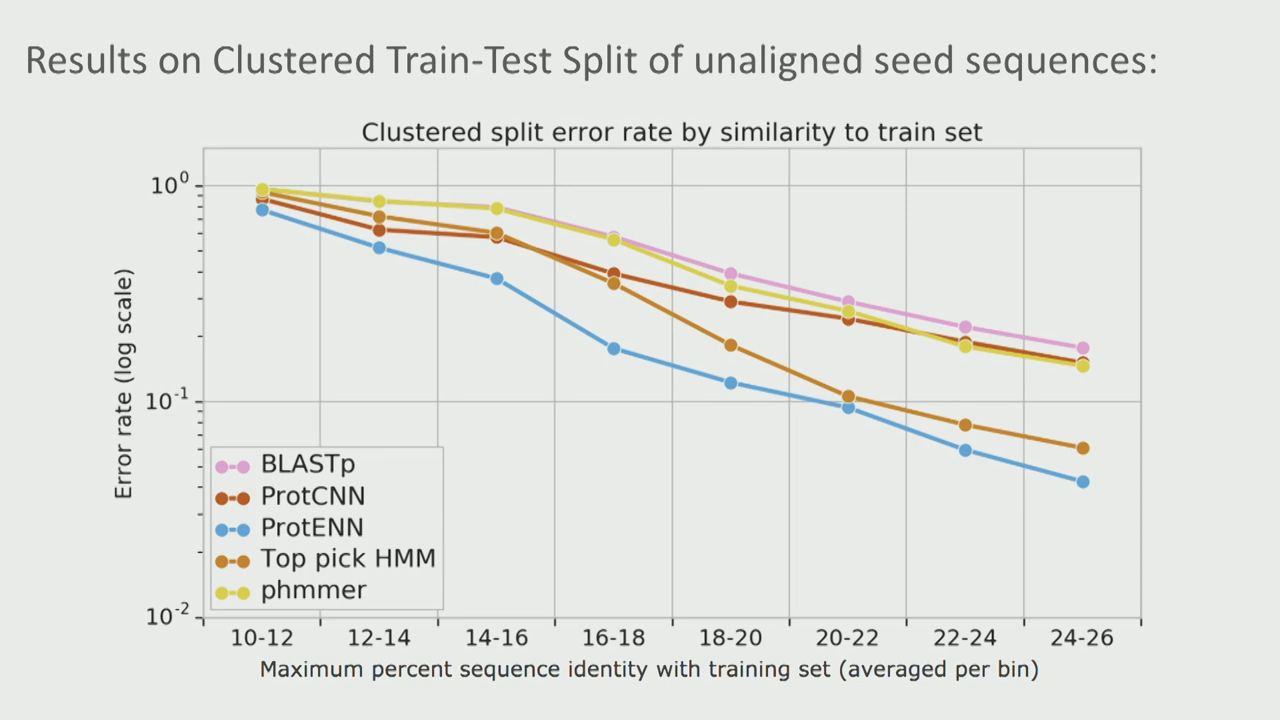 Results on Clustered Train-Test Split of unaligned seed sequences:
Clustered split error rate by similarity to train set
10^0
10^-1
10^-2
Error rate (log scale)
BLASTp
ProtCNN
ProtENN
Top pick HMM
phmmer
10-12 12-14 14-16 16-18 18-20 20-22 22-24 24-26
Maximum percent sequence identity with training set (averaged per bin)